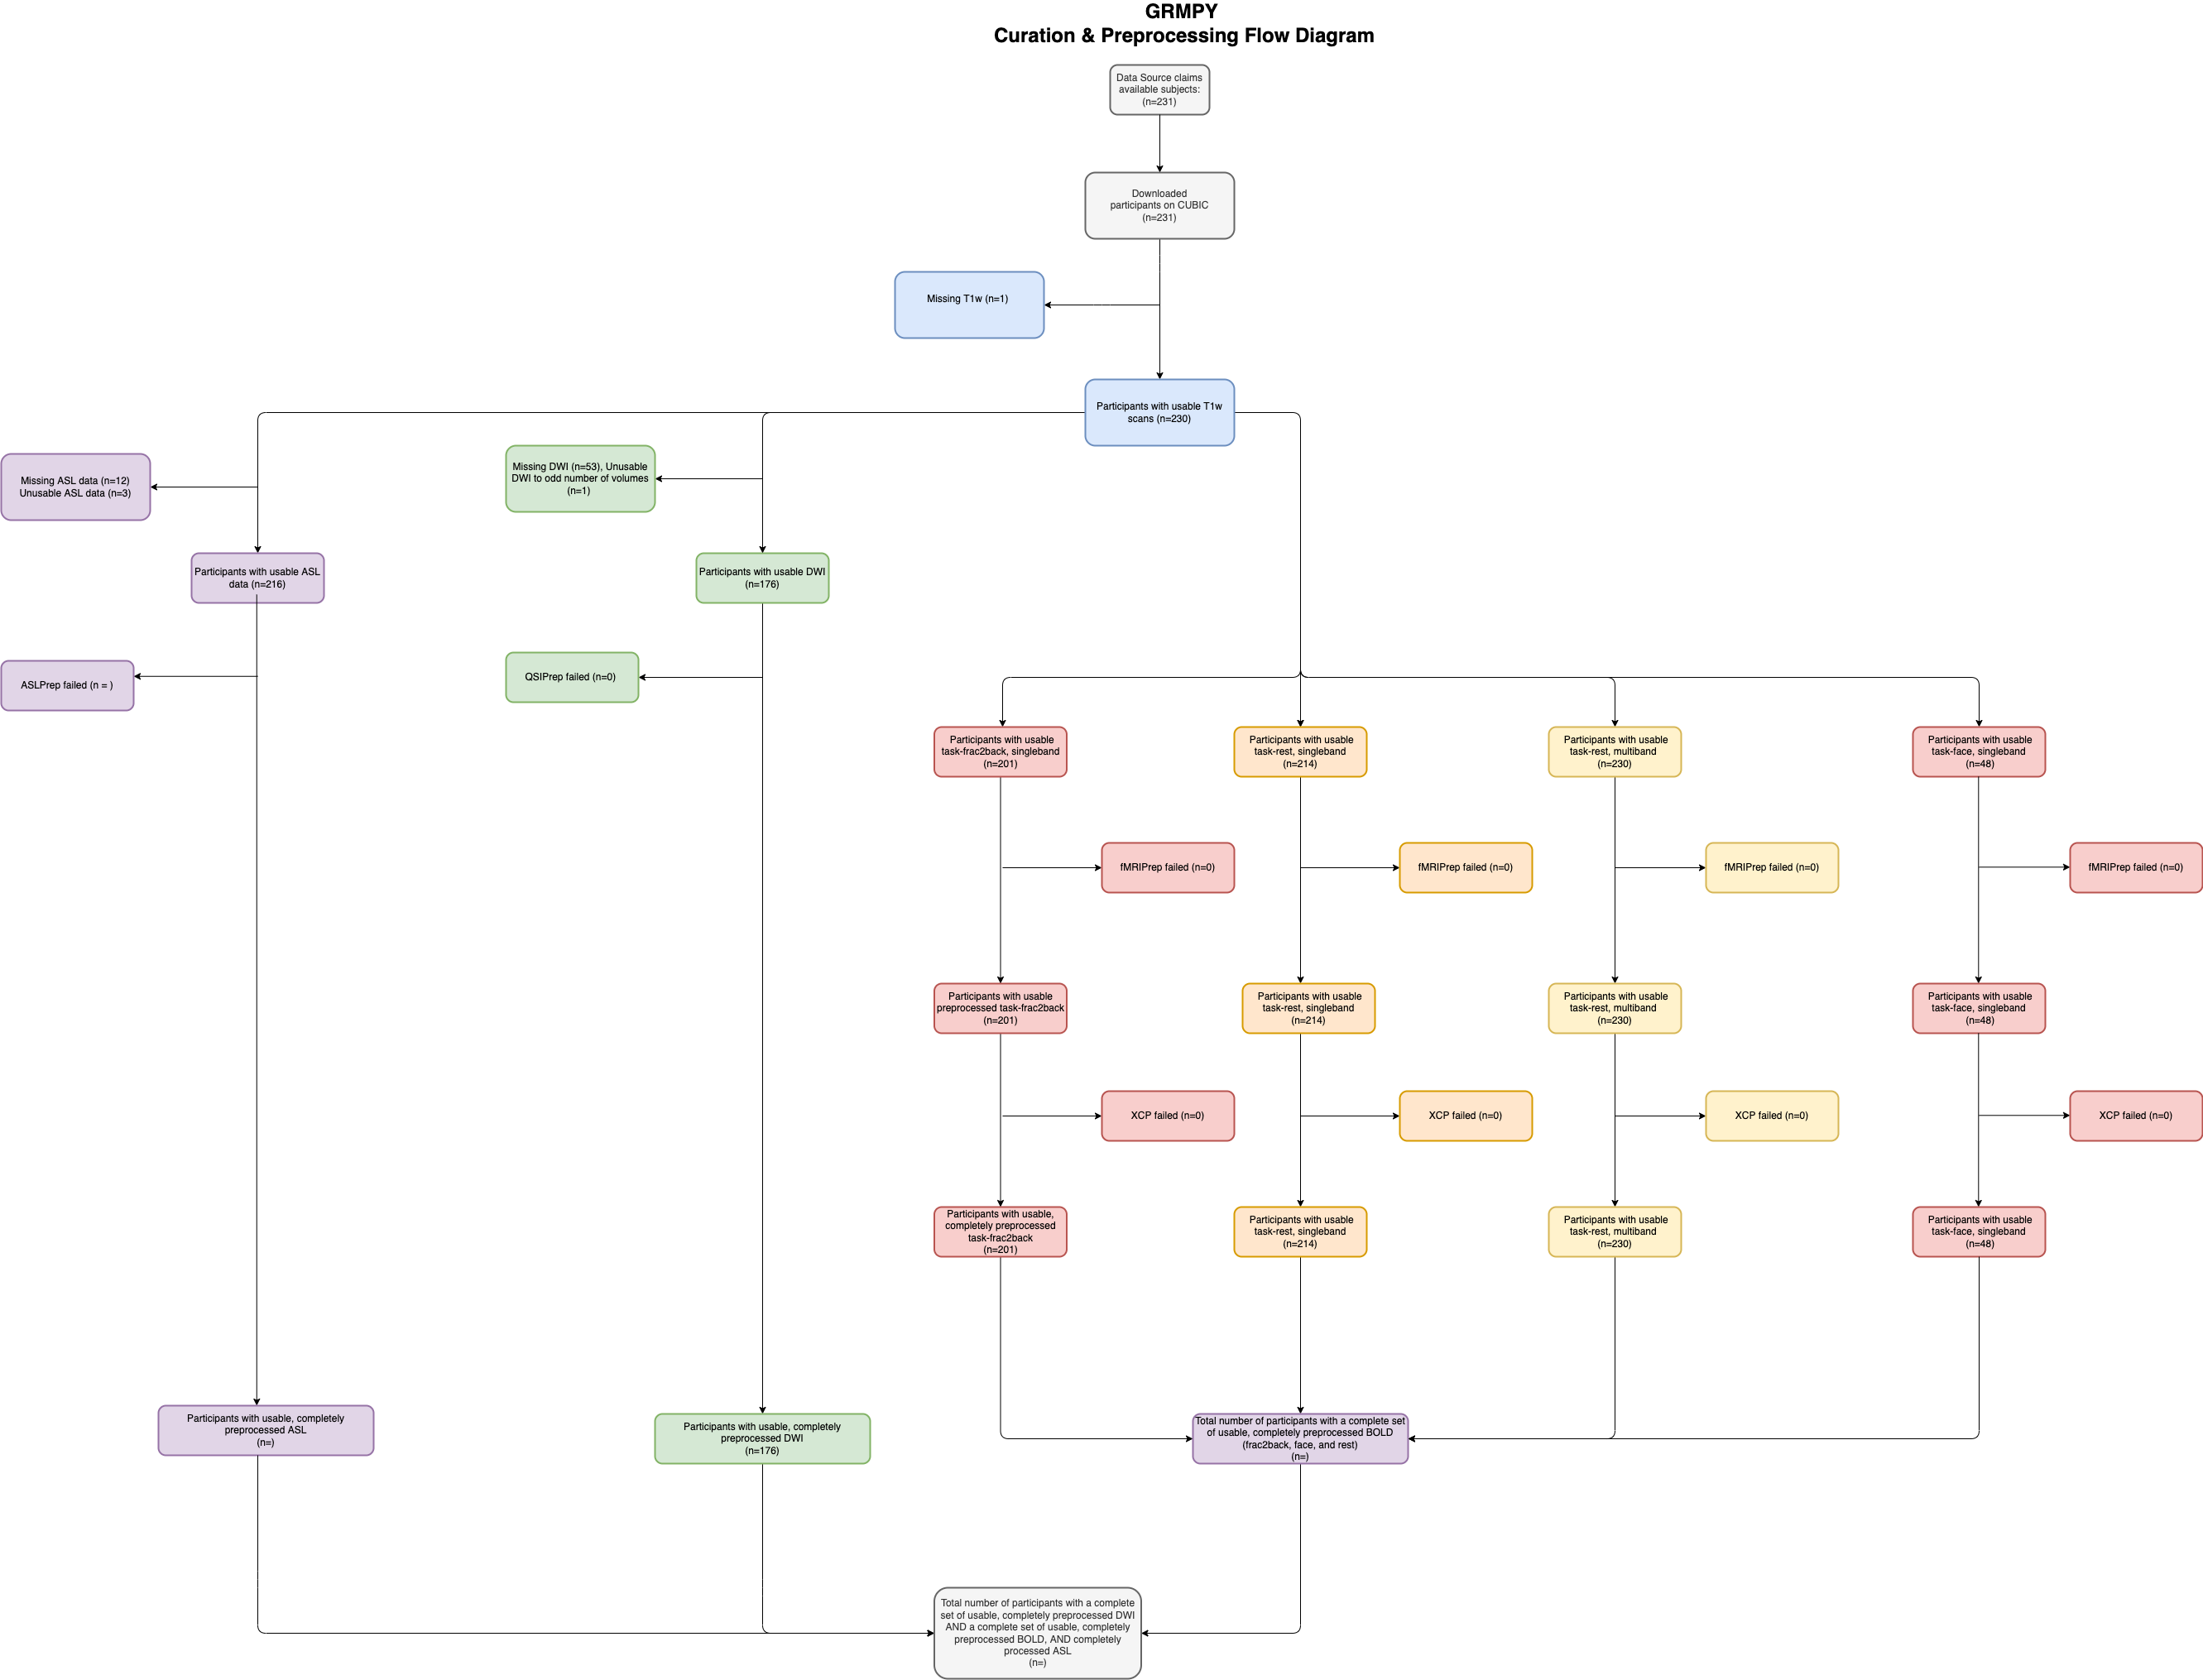 GRMPY
Curation & Preprocessing Flow Diagram
Data Source claims
available subjects:
(n=231)
Downloaded
participants on CUBIC
(n=231)
Missing T1w (n=1)
Participants with usable T1w
scans (n=230)
Missing ASL data (n=12)
Unusable ASL data (n=3)
Missing DWI (n=53), Unusable
DWI to odd number of volumes
(n=1)
Participants with usable ASL
data (n=216)
Participants with usable DWI
(n=176)
ASLPrep failed (n = )
QSIPrep failed (n=0)
Participants with usable
task-frac2back, singleband
(n=201)
Participants with usable
task-rest, singleband
(n=214)
Participants with usable
task-rest, multiband
(n=230)
Participants with usable
task-face, singleband
(n=48)
fMRIPrep failed (n=0)
fMRIPrep failed (n=0)
fMRIPrep failed (n=0)
fMRIPrep failed (n=0)
Participants with usable
preprocessed task-frac2back
(n=201)
Participants with usable
task-rest, singleband
(n=214)
Participants with usable
task-rest, multiband
(n=230)
Participants with usable
task-face, singleband
(n=48)
XCP failed (n=0)
XCP failed (n=0)
XCP failed (n=0)
XCP failed (n=0)
Participants with usable,
completely preprocessed
task-frac2back
(n=201)
Participants with usable
task-rest, singleband
(n=214)
Participants with usable
task-rest, multiband
(n=230)
Participants with usable
task-face, singleband
(n=48)
Participants with usable, completely
preprocessed ASL
(n=)
Participants with usable, completely
preprocessed DWI
(n=176)
Total number of participants with a complete set
of usable, completely preprocessed BOLD
(frac2back, face, and rest)
(n=)
Total number of participants with a complete
set of usable, completely preprocessed DWI
AND a complete set of usable, completely
preprocessed BOLD, AND completely
processed ASL
(n=)